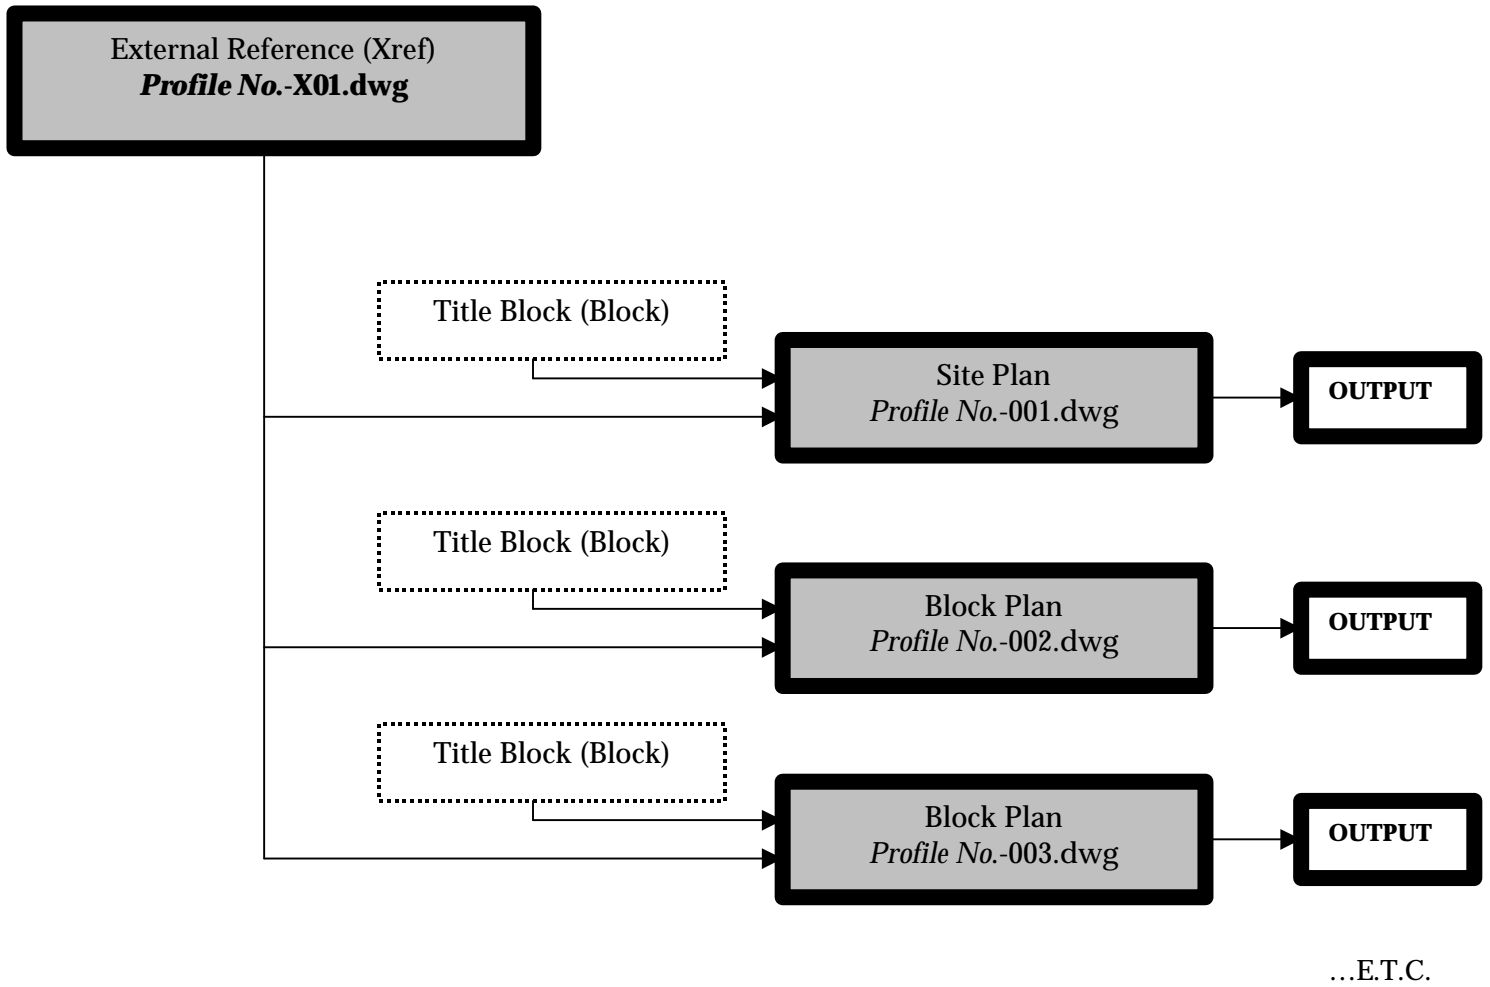 External Reference (Xref)
Profile No.-X01.dwg
Title Block (Block)
Site Plan
Profile No.-001.dwg
OUTPUT
Title Block (Block)
Block Plan
Profile No.-002.dwg
OUTPUT
Title Block (Block)
Block Plan
Profile No.-003.dwg
OUTPUT
…E.T.C.